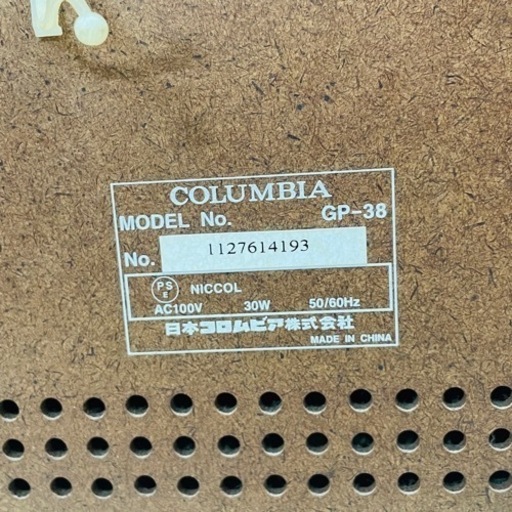 COLUMBIA
MODEL No. GP-38
No. 1127614193
PS E NICCOL
AC100V 30W 50/60Hz
日本コロムビア株式会社
MADE IN CHINA